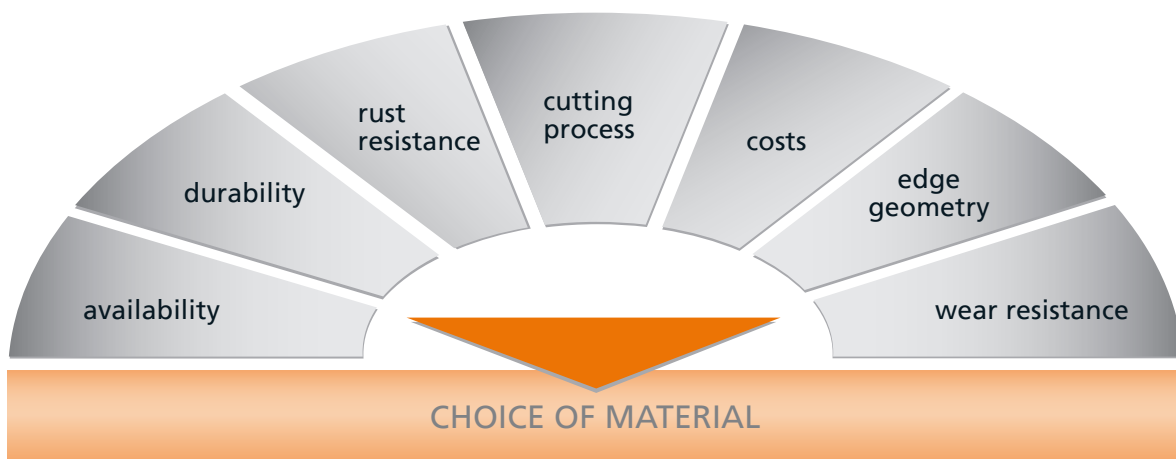 availability
durability
rust
resistance
cutting
process
costs
edge
geometry
wear resistance
CHOICE OF MATERIAL